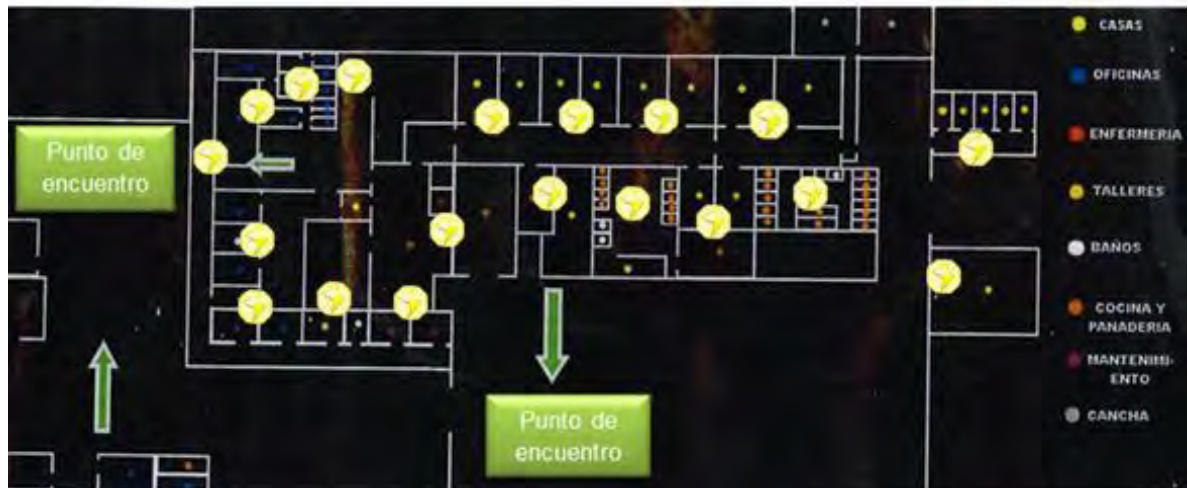 Punto de
encuentro
Punto de
encuentro
CASAS
OFICINAS
ENFERMERIA
TALLERES
BAÑOS
COCINA Y
PANADERIA
MANTENIMI-
ENTO
CANCHA